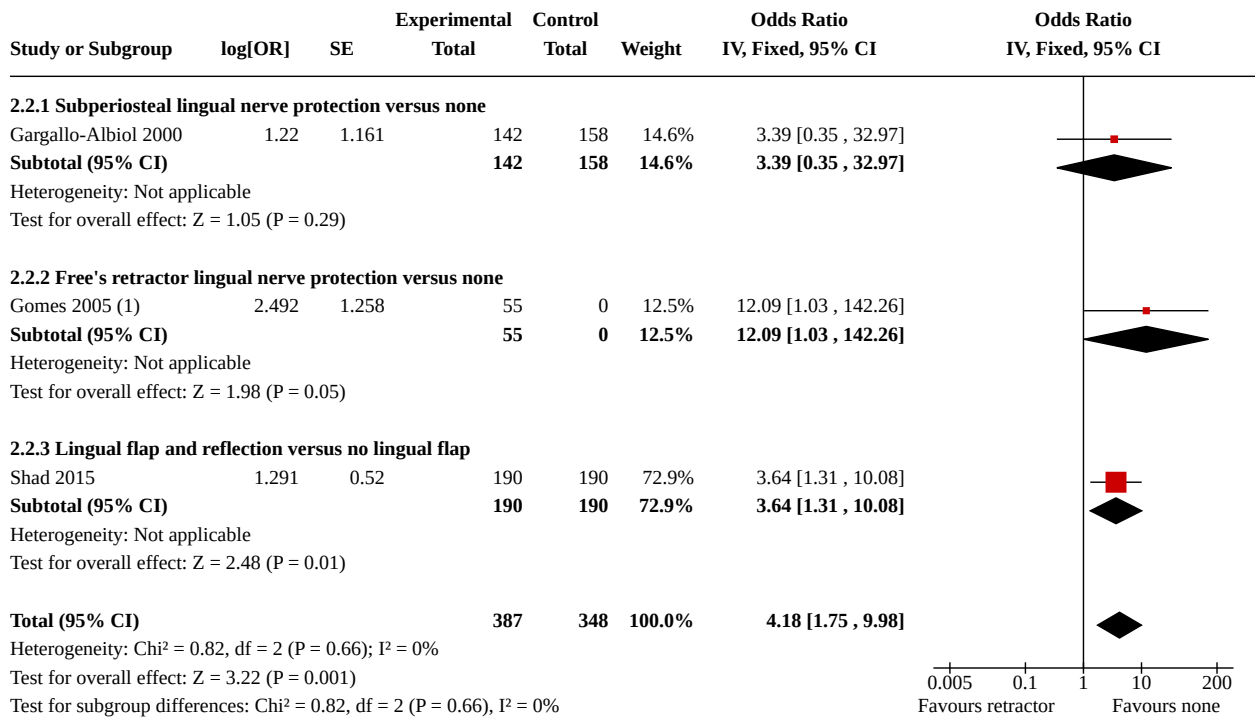 Experimental Control Odds Ratio Odds Ratio
Study or Subgroup log[OR] SE Total Total Weight IV, Fixed, 95% CI IV, Fixed, 95% CI
2.2.1 Subperiosteal lingual nerve protection versus none
Gargallo-Albiol 2000 1.22 1.161 142 158 14.6% 3.39 [0.35 , 32.97]
Subtotal (95% CI) 142 158 14.6% 3.39 [0.35 , 32.97]
Heterogeneity: Not applicable
Test for overall effect: Z = 1.05 (P = 0.29)
2.2.2 Free's retractor lingual nerve protection versus none
Gomes 2005 (1) 2.492 1.258 55 0 12.5% 12.09 [1.03 , 142.26]
Subtotal (95% CI) 55 0 12.5% 12.09 [1.03 , 142.26]
Heterogeneity: Not applicable
Test for overall effect: Z = 1.98 (P = 0.05)
2.2.3 Lingual flap and reflection versus no lingual flap
Shad 2015 1.291 0.52 190 190 72.9% 3.64 [1.31 , 10.08]
Subtotal (95% CI) 190 190 72.9% 3.64 [1.31 , 10.08]
Heterogeneity: Not applicable
Test for overall effect: Z = 2.48 (P = 0.01)
Total (95% CI) 387 348 100.0% 4.18 [1.75 , 9.98]
Heterogeneity: Chi² = 0.82, df = 2 (P = 0.66); I² = 0%
Test for overall effect: Z = 3.22 (P = 0.001)
0.005 0.1 1 10 200
Test for subgroup differences: Chi² = 0.82, df = 2 (P = 0.66), I² = 0%
Favours retractor Favours none